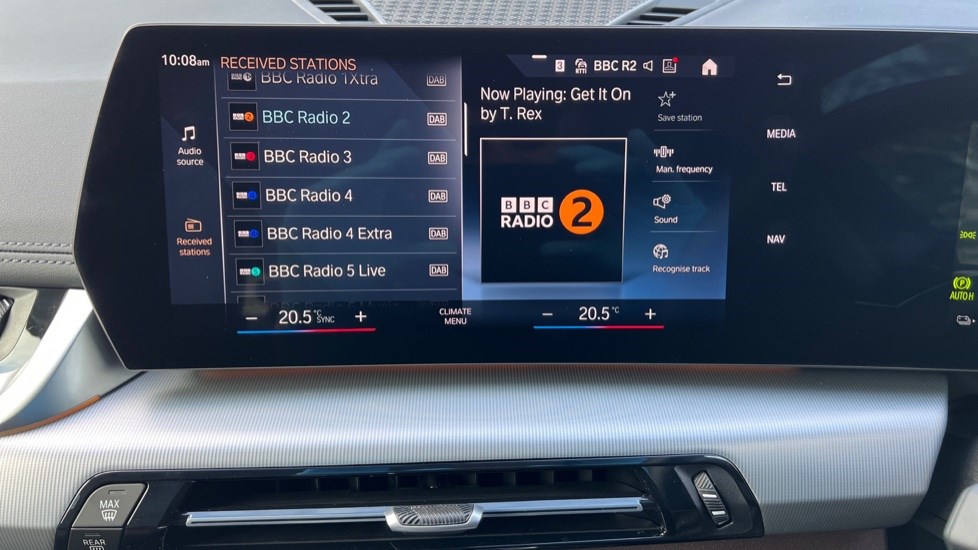 10:08am
RECEIVED STATIONS
3
RTTI
BBC R2
BBC Radio 1Xtra DAB
BBC Radio 2 DAB
BBC Radio 3 DAB
BBC Radio 4 DAB
BBC Radio 4 Extra DAB
BBC Radio 5 Live DAB
Audio
source
Received
stations
Now Playing: Get It On
by T. Rex
BBC
RADIO 2
Save station
Man. frequency
Sound
Recognise track
MEDIA
TEL
NAV
− 20.5 °C SYNC +
CLIMATE
MENU
− 20.5 °C +
AUTO H
MAX
REAR